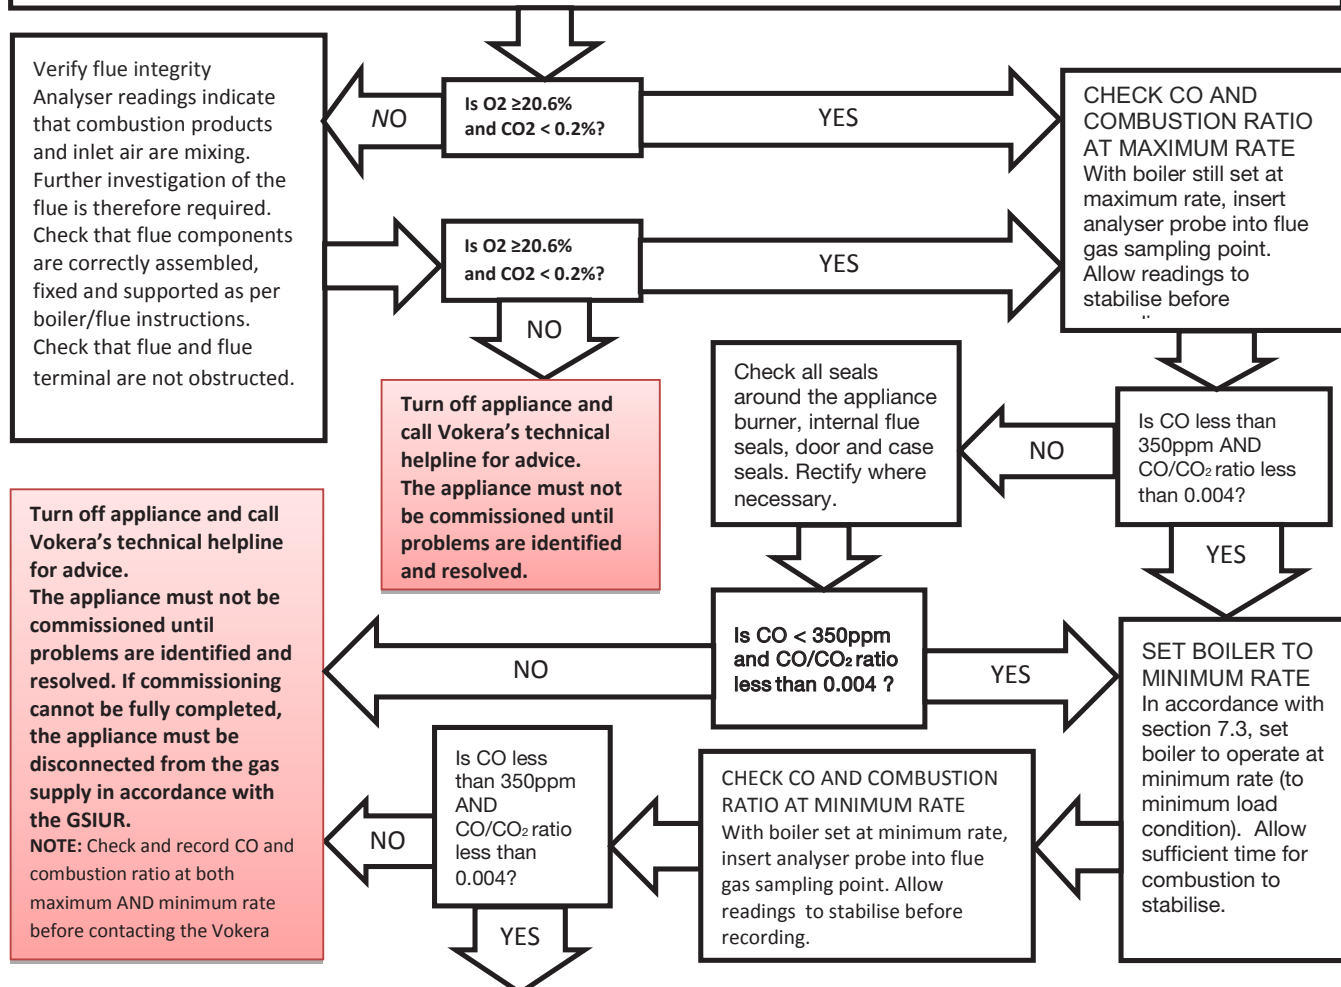 Verify flue integrity
Analyser readings indicate
that combustion products
and inlet air are mixing.
Further investigation of the
flue is therefore required.
Check that flue components
are correctly assembled,
fixed and supported as per
boiler/flue instructions.
Check that flue and flue
terminal are not obstructed.
NO
Is O2 ≥20.6%
and CO2 < 0.2%?
YES
CHECK CO AND
COMBUSTION RATIO
AT MAXIMUM RATE
With boiler still set at
maximum rate, insert
analyser probe into flue
gas sampling point.
Allow readings to
stabilise before
Is O2 ≥20.6%
and CO2 < 0.2%?
YES
NO
Turn off appliance and
call Vokera’s technical
helpline for advice.
The appliance must not
be commissioned until
problems are identified
and resolved.
Check all seals
around the appliance
burner, internal flue
seals, door and case
seals. Rectify where
necessary.
NO
Is CO less than
350ppm AND
CO/CO₂ ratio less
than 0.004?
YES
Turn off appliance and call
Vokera’s technical helpline
for advice.
The appliance must not be
commissioned until
problems are identified and
resolved. If commissioning
cannot be fully completed,
the appliance must be
disconnected from the gas
supply in accordance with
the GSIUR.
NOTE: Check and record CO and
combustion ratio at both
maximum AND minimum rate
before contacting the Vokera
NO
Is CO < 350ppm
and CO/CO₂ ratio
less than 0.004 ?
YES
SET BOILER TO
MINIMUM RATE
In accordance with
section 7.3, set
boiler to operate at
minimum rate (to
minimum load
condition). Allow
sufficient time for
combustion to
stabilise.
NO
Is CO less
than 350ppm
AND
CO/CO₂ ratio
less than
0.004?
CHECK CO AND COMBUSTION
RATIO AT MINIMUM RATE
With boiler set at minimum rate,
insert analyser probe into flue
gas sampling point. Allow
readings to stabilise before
recording.
YES